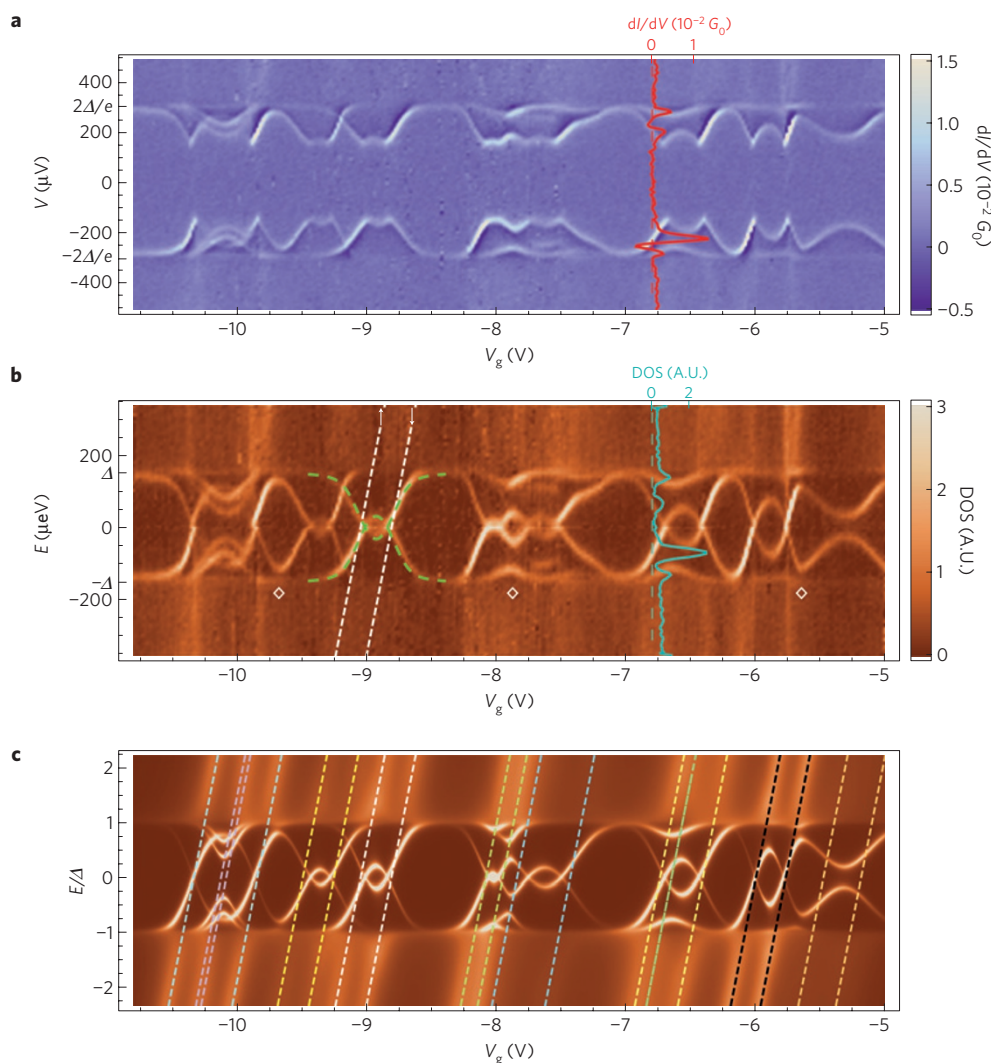 a
dI/dV (10⁻² G₀)
0 1
400
2Δ/e
200
0
−200
−2Δ/e
−400
V (μV)
−10 −9 −8 −7 −6 −5
V_g (V)
1.5
1.0
0.5
0
−0.5
dI/dV (10⁻² G₀)
b
DOS (A.U.)
0 2
200
Δ
0
−Δ
−200
E (μeV)
−10 −9 −8 −7 −6 −5
V_g (V)
3
2
1
0
DOS (A.U.)
c
2
1
0
−1
−2
E/Δ
−10 −9 −8 −7 −6 −5
V_g (V)